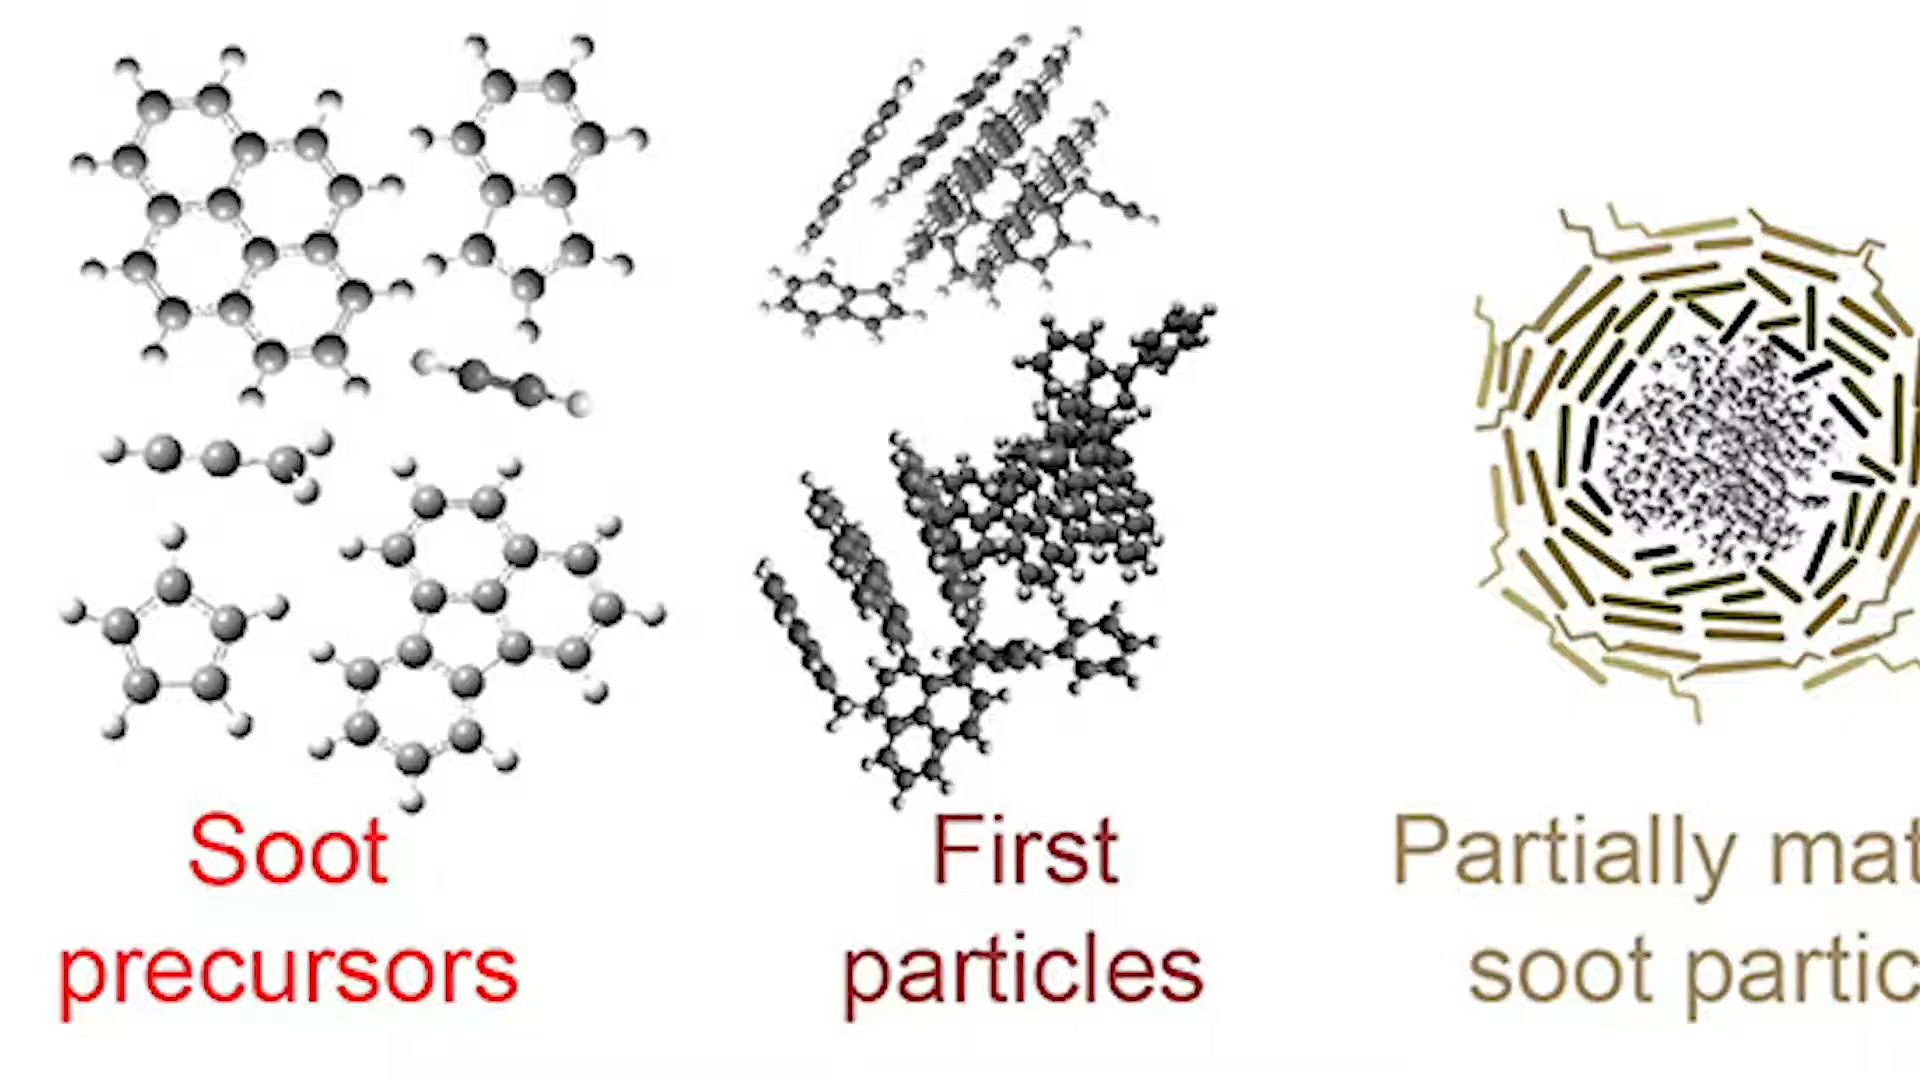 Soot
precursors
First
particles
Partially mat
soot partic